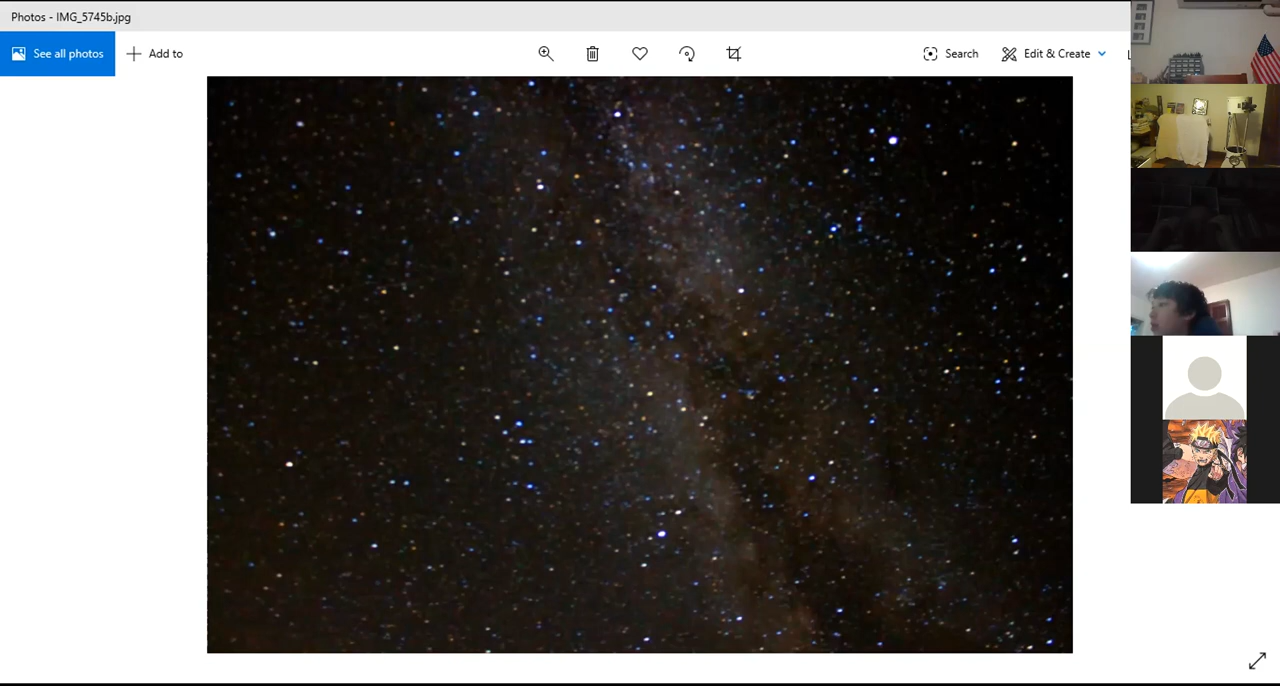 Photos - IMG_5745b.jpg
See all photos
Add to
Search
Edit & Create